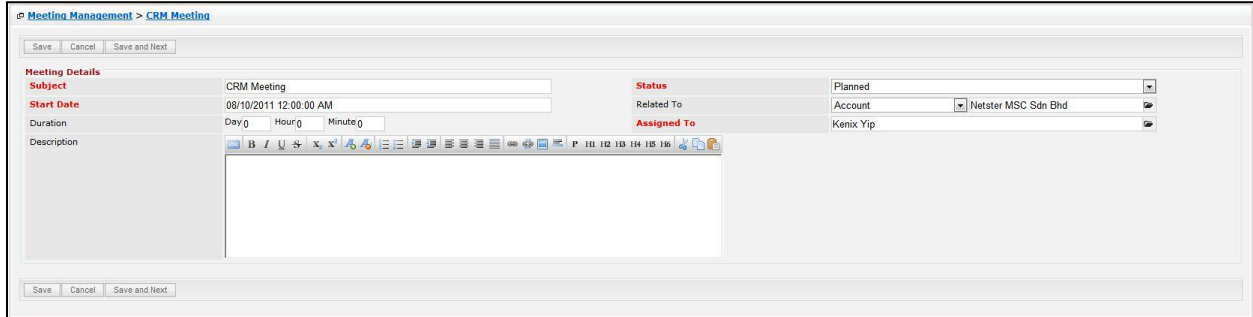 Meeting Management > CRM Meeting
Save Cancel Save and Next
Meeting Details
Subject CRM Meeting Status Planned
Start Date 08/10/2011 12:00:00 AM Related To Account Netster MSC Sdn Bhd
Duration Day 0 Hour 0 Minute 0 Assigned To Kenix Yip
Description B I U S X₂ X² P H1 H2 H3 H4 H5 H6
Save Cancel Save and Next